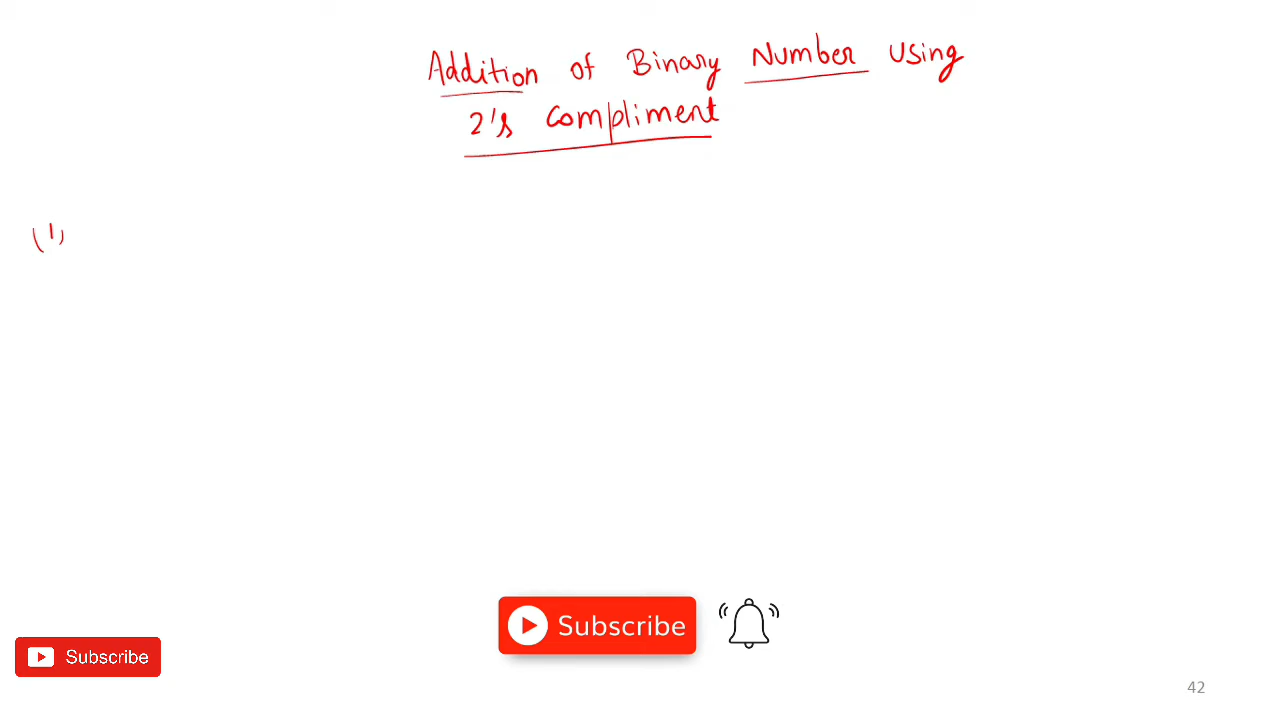 Addition of Binary Number Using
2's Compliment
(1)
Subscribe
Subscribe
42